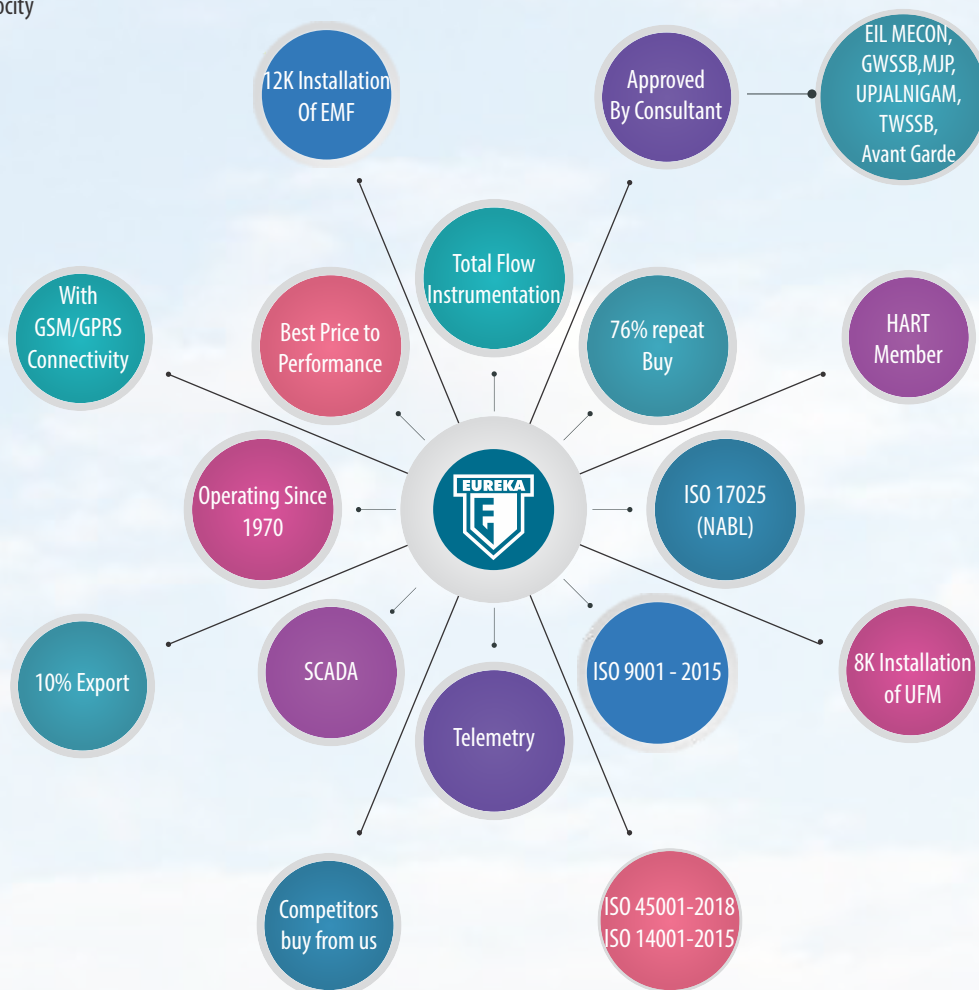 ocity
12K Installation
Of EMF
Approved
By Consultant
EIL MECON,
GWSSB,MJP,
UPJALNIGAM,
TWSSB,
Avant Garde
Total Flow
Instrumentation
With
GSM/GPRS
Connectivity
Best Price to
Performance
76% repeat
Buy
HART
Member
Operating Since
1970
EUREKA
ISO 17025
(NABL)
10% Export
SCADA
Telemetry
ISO 9001 - 2015
8K Installation
of UFM
Competitors
buy from us
ISO 45001-2018
ISO 14001-2015